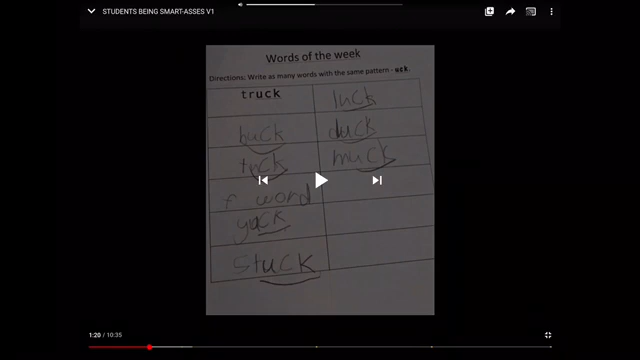 STUDENTS BEING SMART-ASSES V1
Words of the week
Directions: Write as many words with the same pattern - uck.
truck
luck
buck
duck
tuck
muck
f word
yuck
stuck
1:20 / 10:35